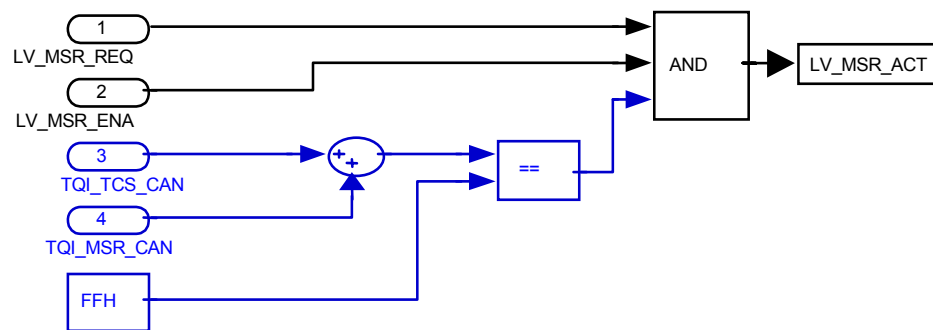 1
LV_MSR_REQ
2
LV_MSR_ENA
AND
LV_MSR_ACT
3
TQI_TCS_CAN
+
+
==
4
TQI_MSR_CAN
FFH